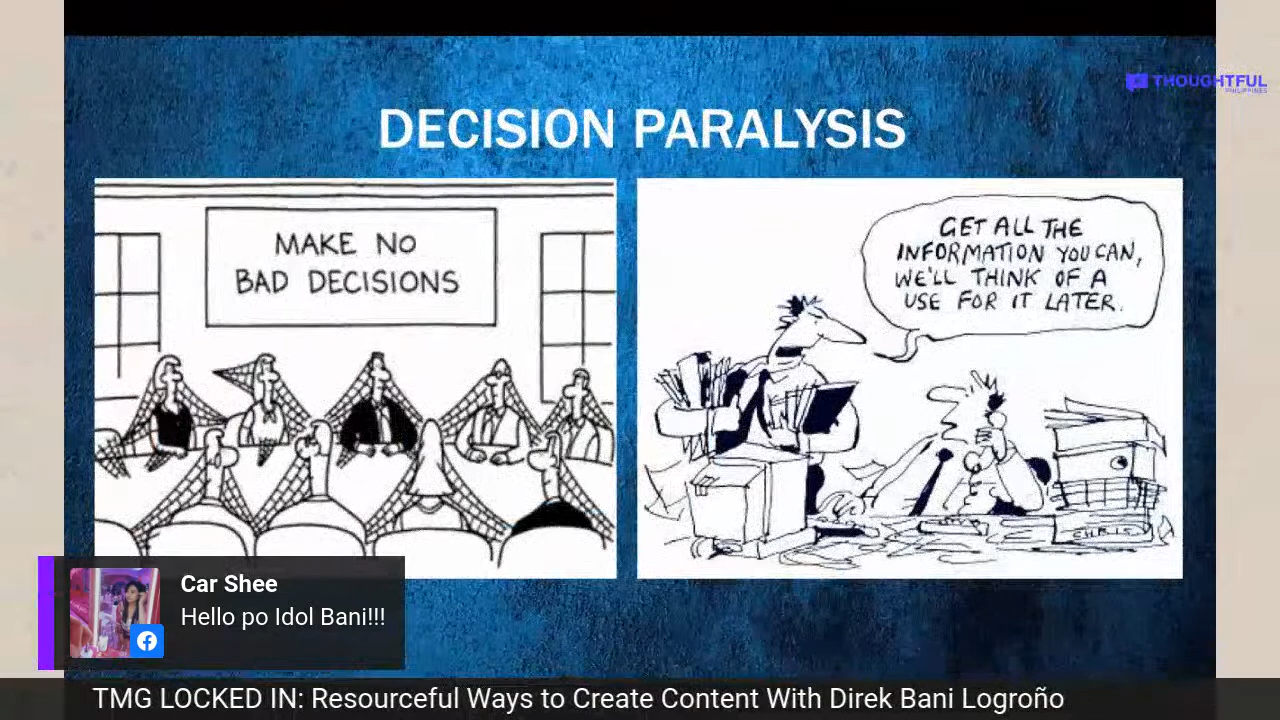 THOUGHTFUL
PHILIPPINES
DECISION PARALYSIS
MAKE NO
BAD DECISIONS
GET ALL THE
INFORMATION YOU CAN,
WE'LL THINK OF A
USE FOR IT LATER.
CHRIS
Car Shee
Hello po Idol Bani!!!
TMG LOCKED IN: Resourceful Ways to Create Content With Direk Bani Logroño